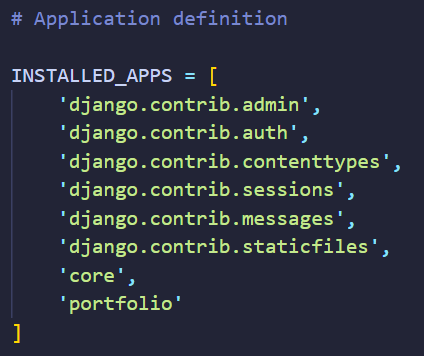 # Application definition
INSTALLED_APPS = [
    'django.contrib.admin',
    'django.contrib.auth',
    'django.contrib.contenttypes',
    'django.contrib.sessions',
    'django.contrib.messages',
    'django.contrib.staticfiles',
    'core',
    'portfolio'
]